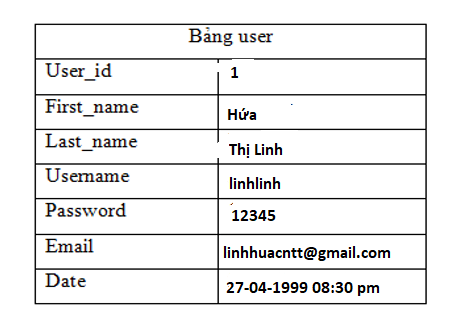 Bảng user
User_id 1
First_name Hứa
Last_name Thị Linh
Username linhlinh
Password 12345
Email linhhuacntt@gmail.com
Date 27-04-1999 08:30 pm